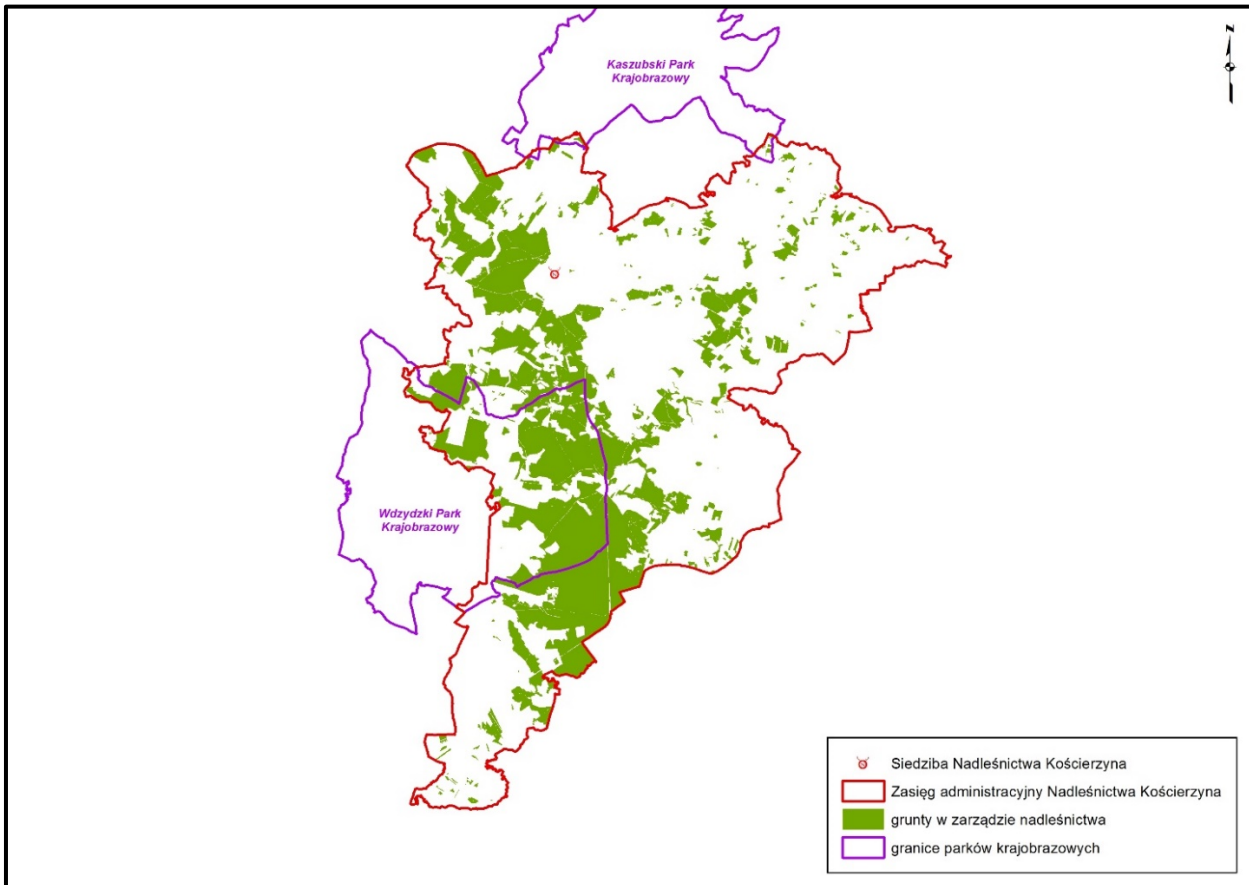 Kaszubski Park
Krajobrazowy
N
Wdzydzki Park
Krajobrazowy
Siedziba Nadleśnictwa Kościerzyna
Zasięg administracyjny Nadleśnictwa Kościerzyna
grunty w zarządzie nadleśnictwa
granice parków krajobrazowych